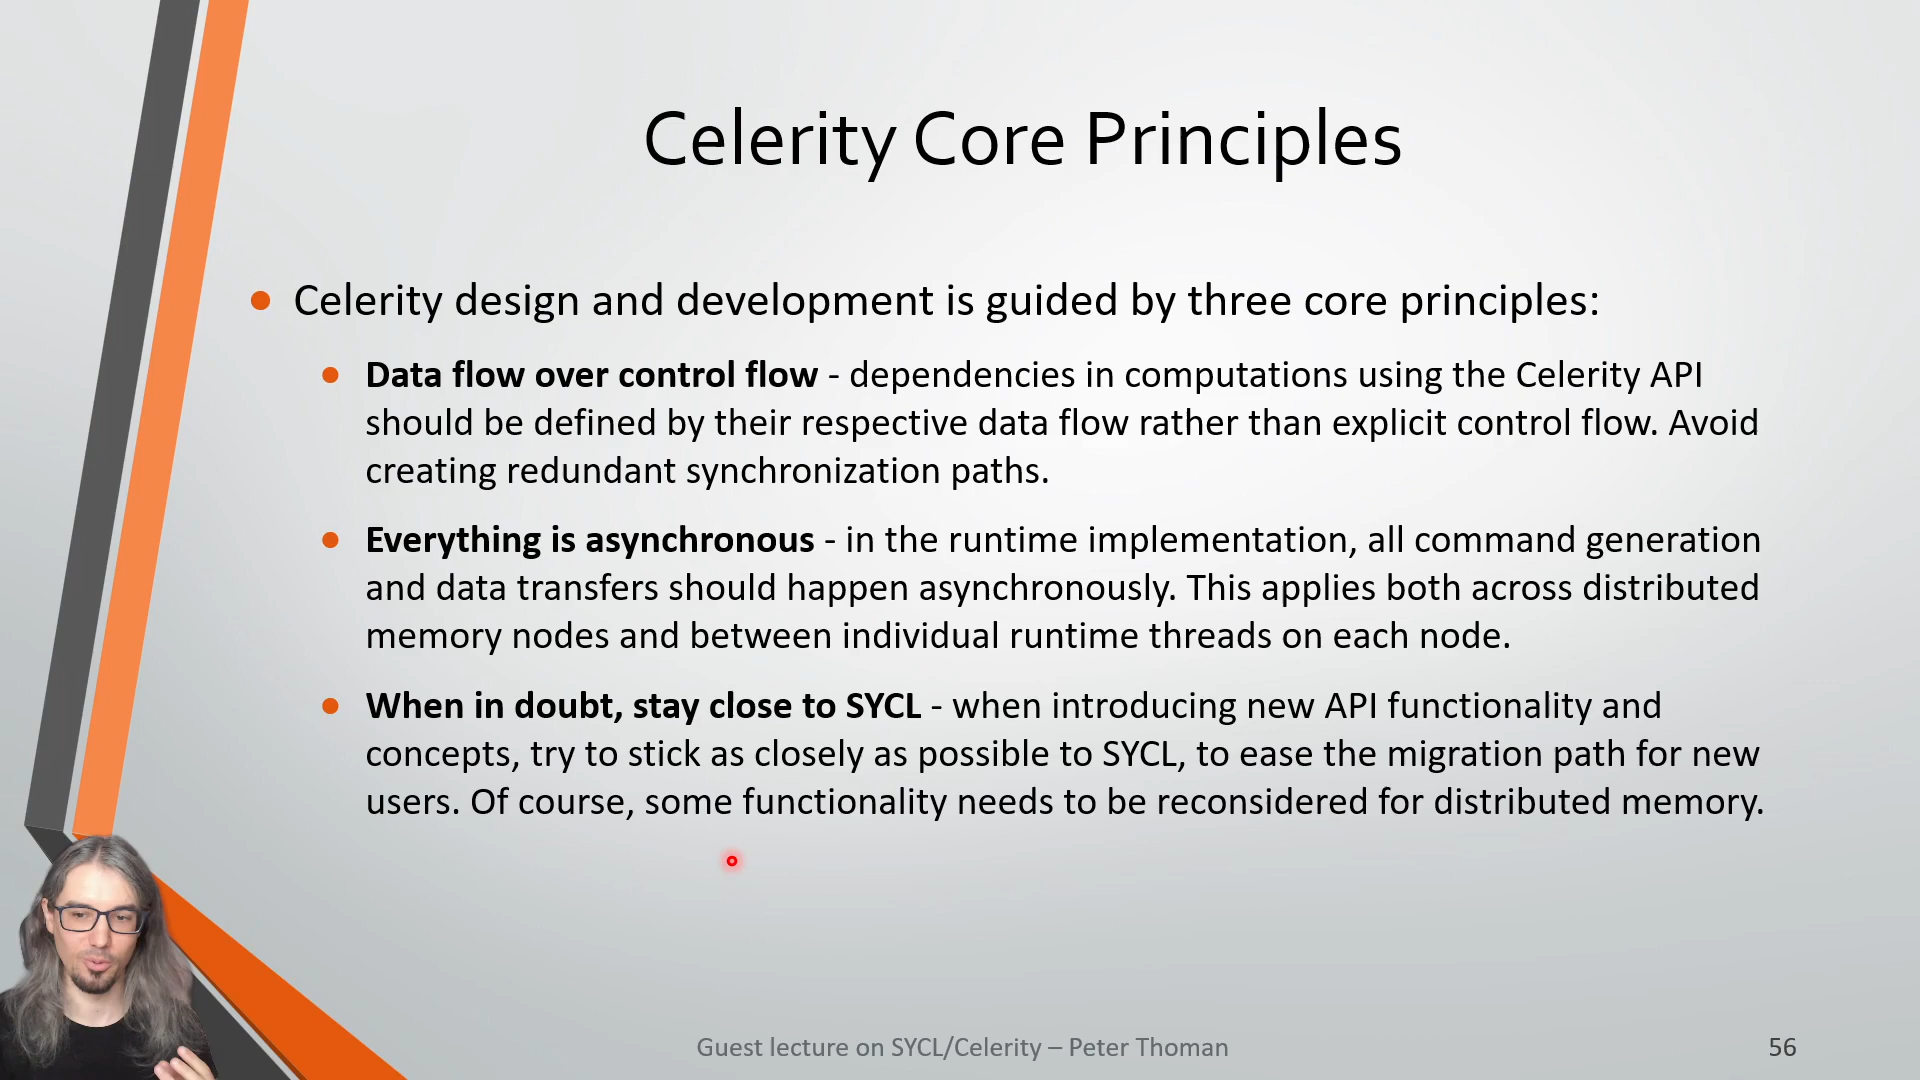 Celerity Core Principles
Celerity design and development is guided by three core principles:
Data flow over control flow - dependencies in computations using the Celerity API
should be defined by their respective data flow rather than explicit control flow. Avoid
creating redundant synchronization paths.
Everything is asynchronous - in the runtime implementation, all command generation
and data transfers should happen asynchronously. This applies both across distributed
memory nodes and between individual runtime threads on each node.
When in doubt, stay close to SYCL - when introducing new API functionality and
concepts, try to stick as closely as possible to SYCL, to ease the migration path for new
users. Of course, some functionality needs to be reconsidered for distributed memory.
Guest lecture on SYCL/Celerity – Peter Thoman
56